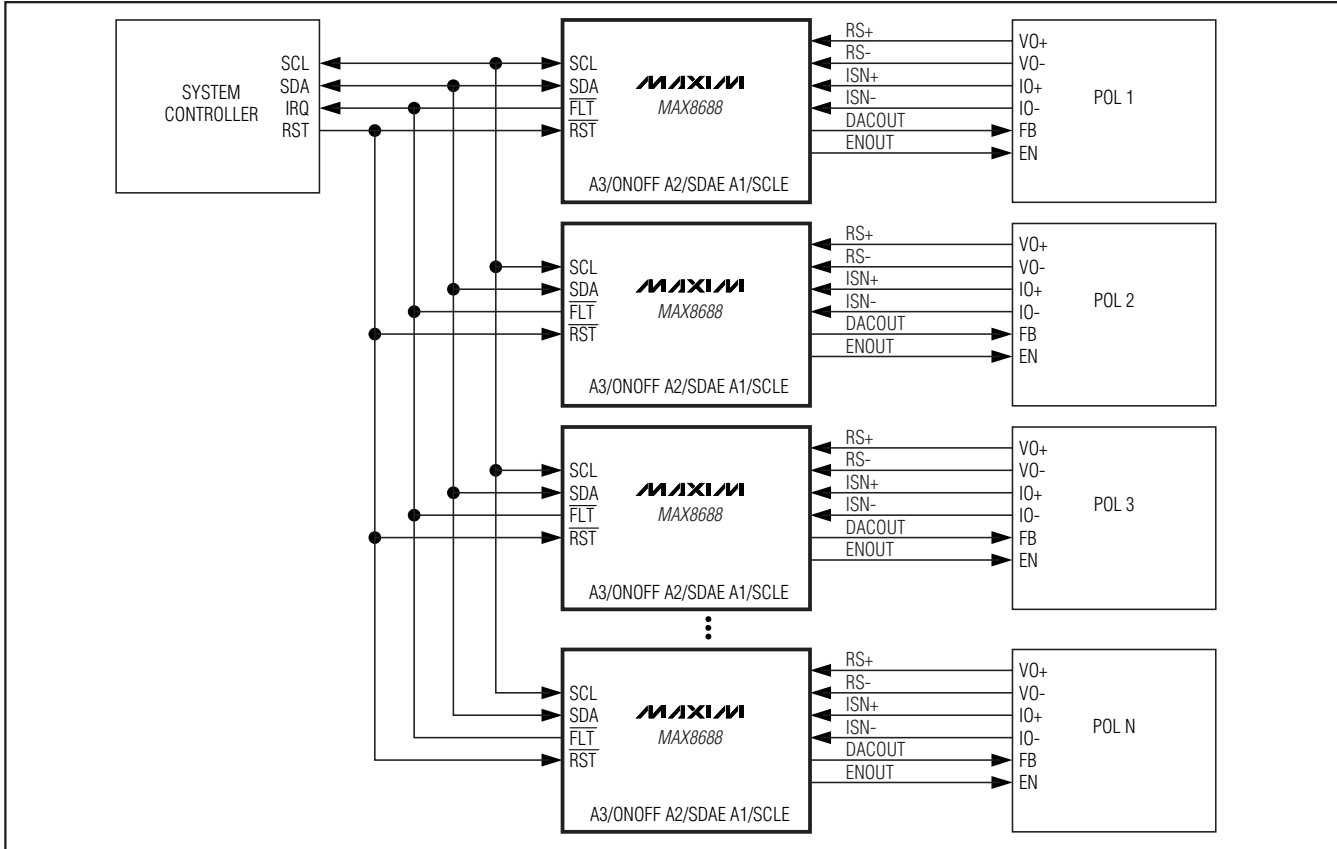 SYSTEM
CONTROLLER
SCL
SDA
IRQ
RST
SCL
SDA
FLT
RST
MAXIM
MAX8688
A3/ONOFF A2/SDAE A1/SCLE
RS+
RS-
ISN+
ISN-
DACOUT
ENOUT
VO+
VO-
IO+
IO-
FB
EN
POL 1
SCL
SDA
FLT
RST
MAXIM
MAX8688
A3/ONOFF A2/SDAE A1/SCLE
RS+
RS-
ISN+
ISN-
DACOUT
ENOUT
VO+
VO-
IO+
IO-
FB
EN
POL 2
SCL
SDA
FLT
RST
MAXIM
MAX8688
A3/ONOFF A2/SDAE A1/SCLE
RS+
RS-
ISN+
ISN-
DACOUT
ENOUT
VO+
VO-
IO+
IO-
FB
EN
POL 3
SCL
SDA
FLT
RST
MAXIM
MAX8688
A3/ONOFF A2/SDAE A1/SCLE
RS+
RS-
ISN+
ISN-
DACOUT
ENOUT
VO+
VO-
IO+
IO-
FB
EN
POL N